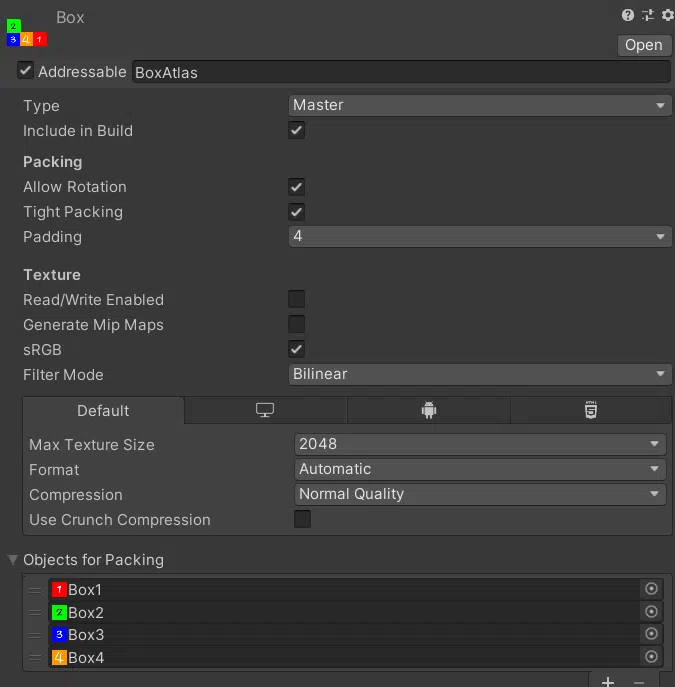 Box
2
3 4 1
Open
Addressable BoxAtlas
Type Master
Include in Build
Packing
Allow Rotation
Tight Packing
Padding 4
Texture
Read/Write Enabled
Generate Mip Maps
sRGB
Filter Mode Bilinear
HTML
Default 5
Max Texture Size 2048
Format Automatic
Compression Normal Quality
Use Crunch Compression
Objects for Packing
1 Box1
2 Box2
3 Box3
4 Box4